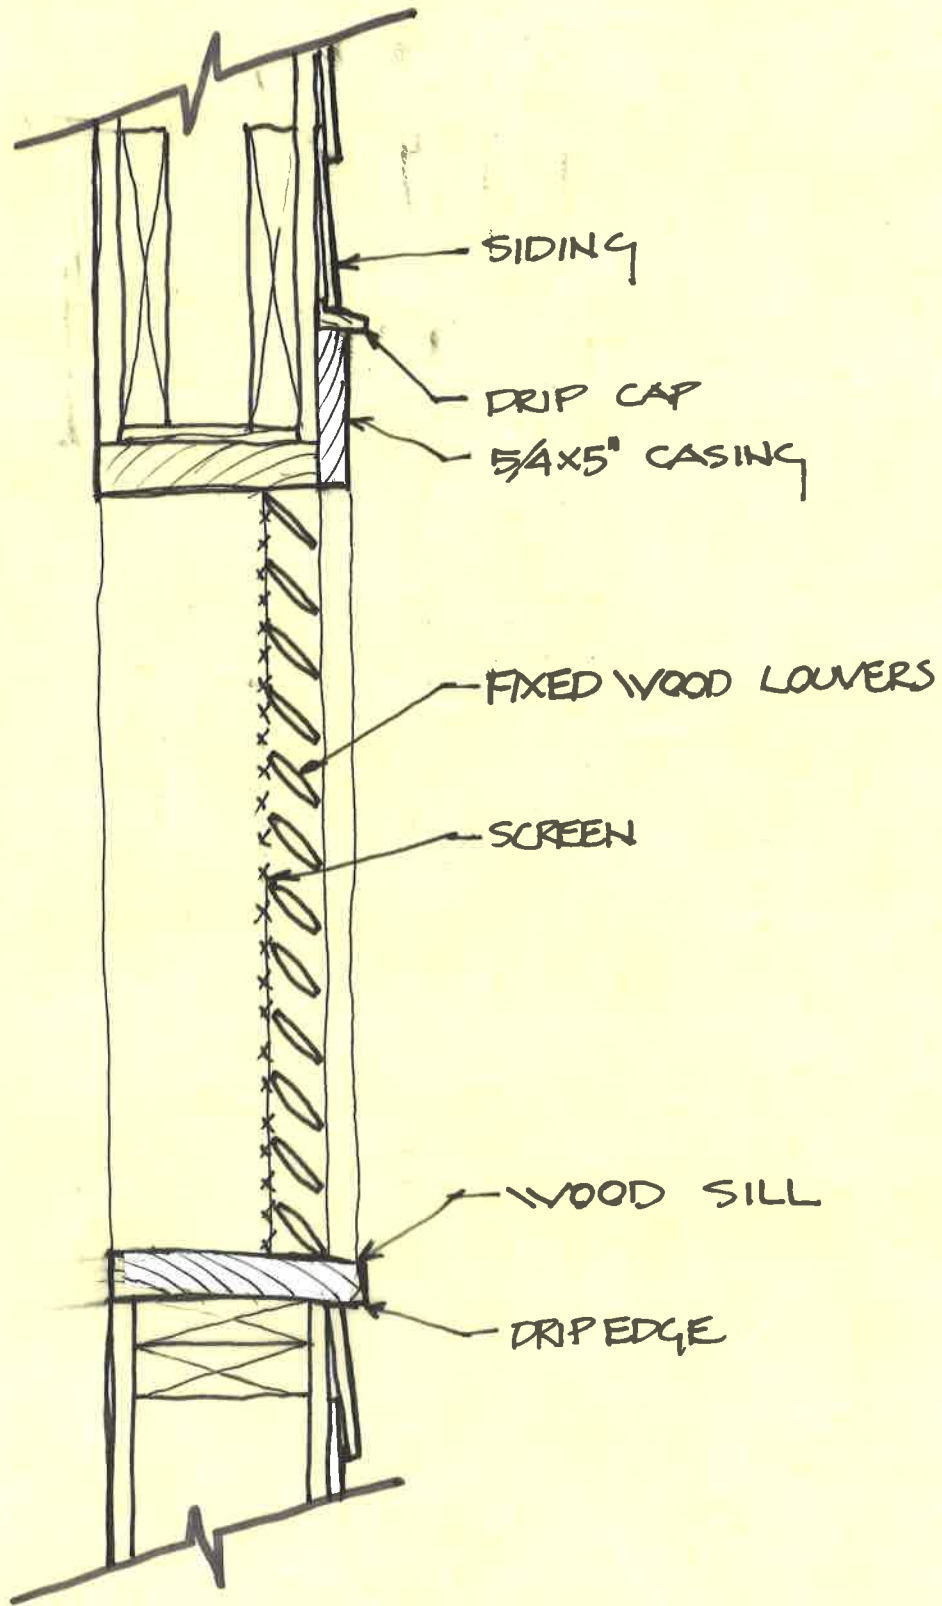 SIDING
DRIP CAP
5/4X5" CASING
FIXED WOOD LOUVERS
SCREEN
WOOD SILL
DRIP EDGE